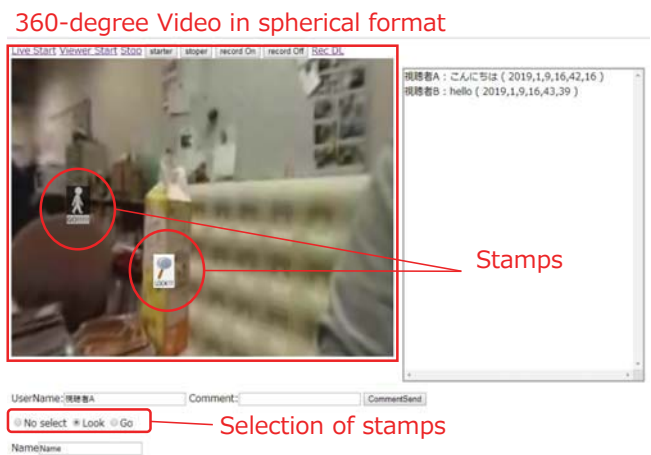 360-degree Video in spherical format
Live Start Viewer Start Stop starter stoper record On record Off Rec DL
視聴者A : こんにちは ( 2019,1,9,16,42,16 )
視聴者B : hello ( 2019,1,9,16,43,39 )
GO!!!!!
LOOK!!!
Stamps
UserName: 視聴者A Comment: CommentSend
No select Look Go
Selection of stamps
Name Name